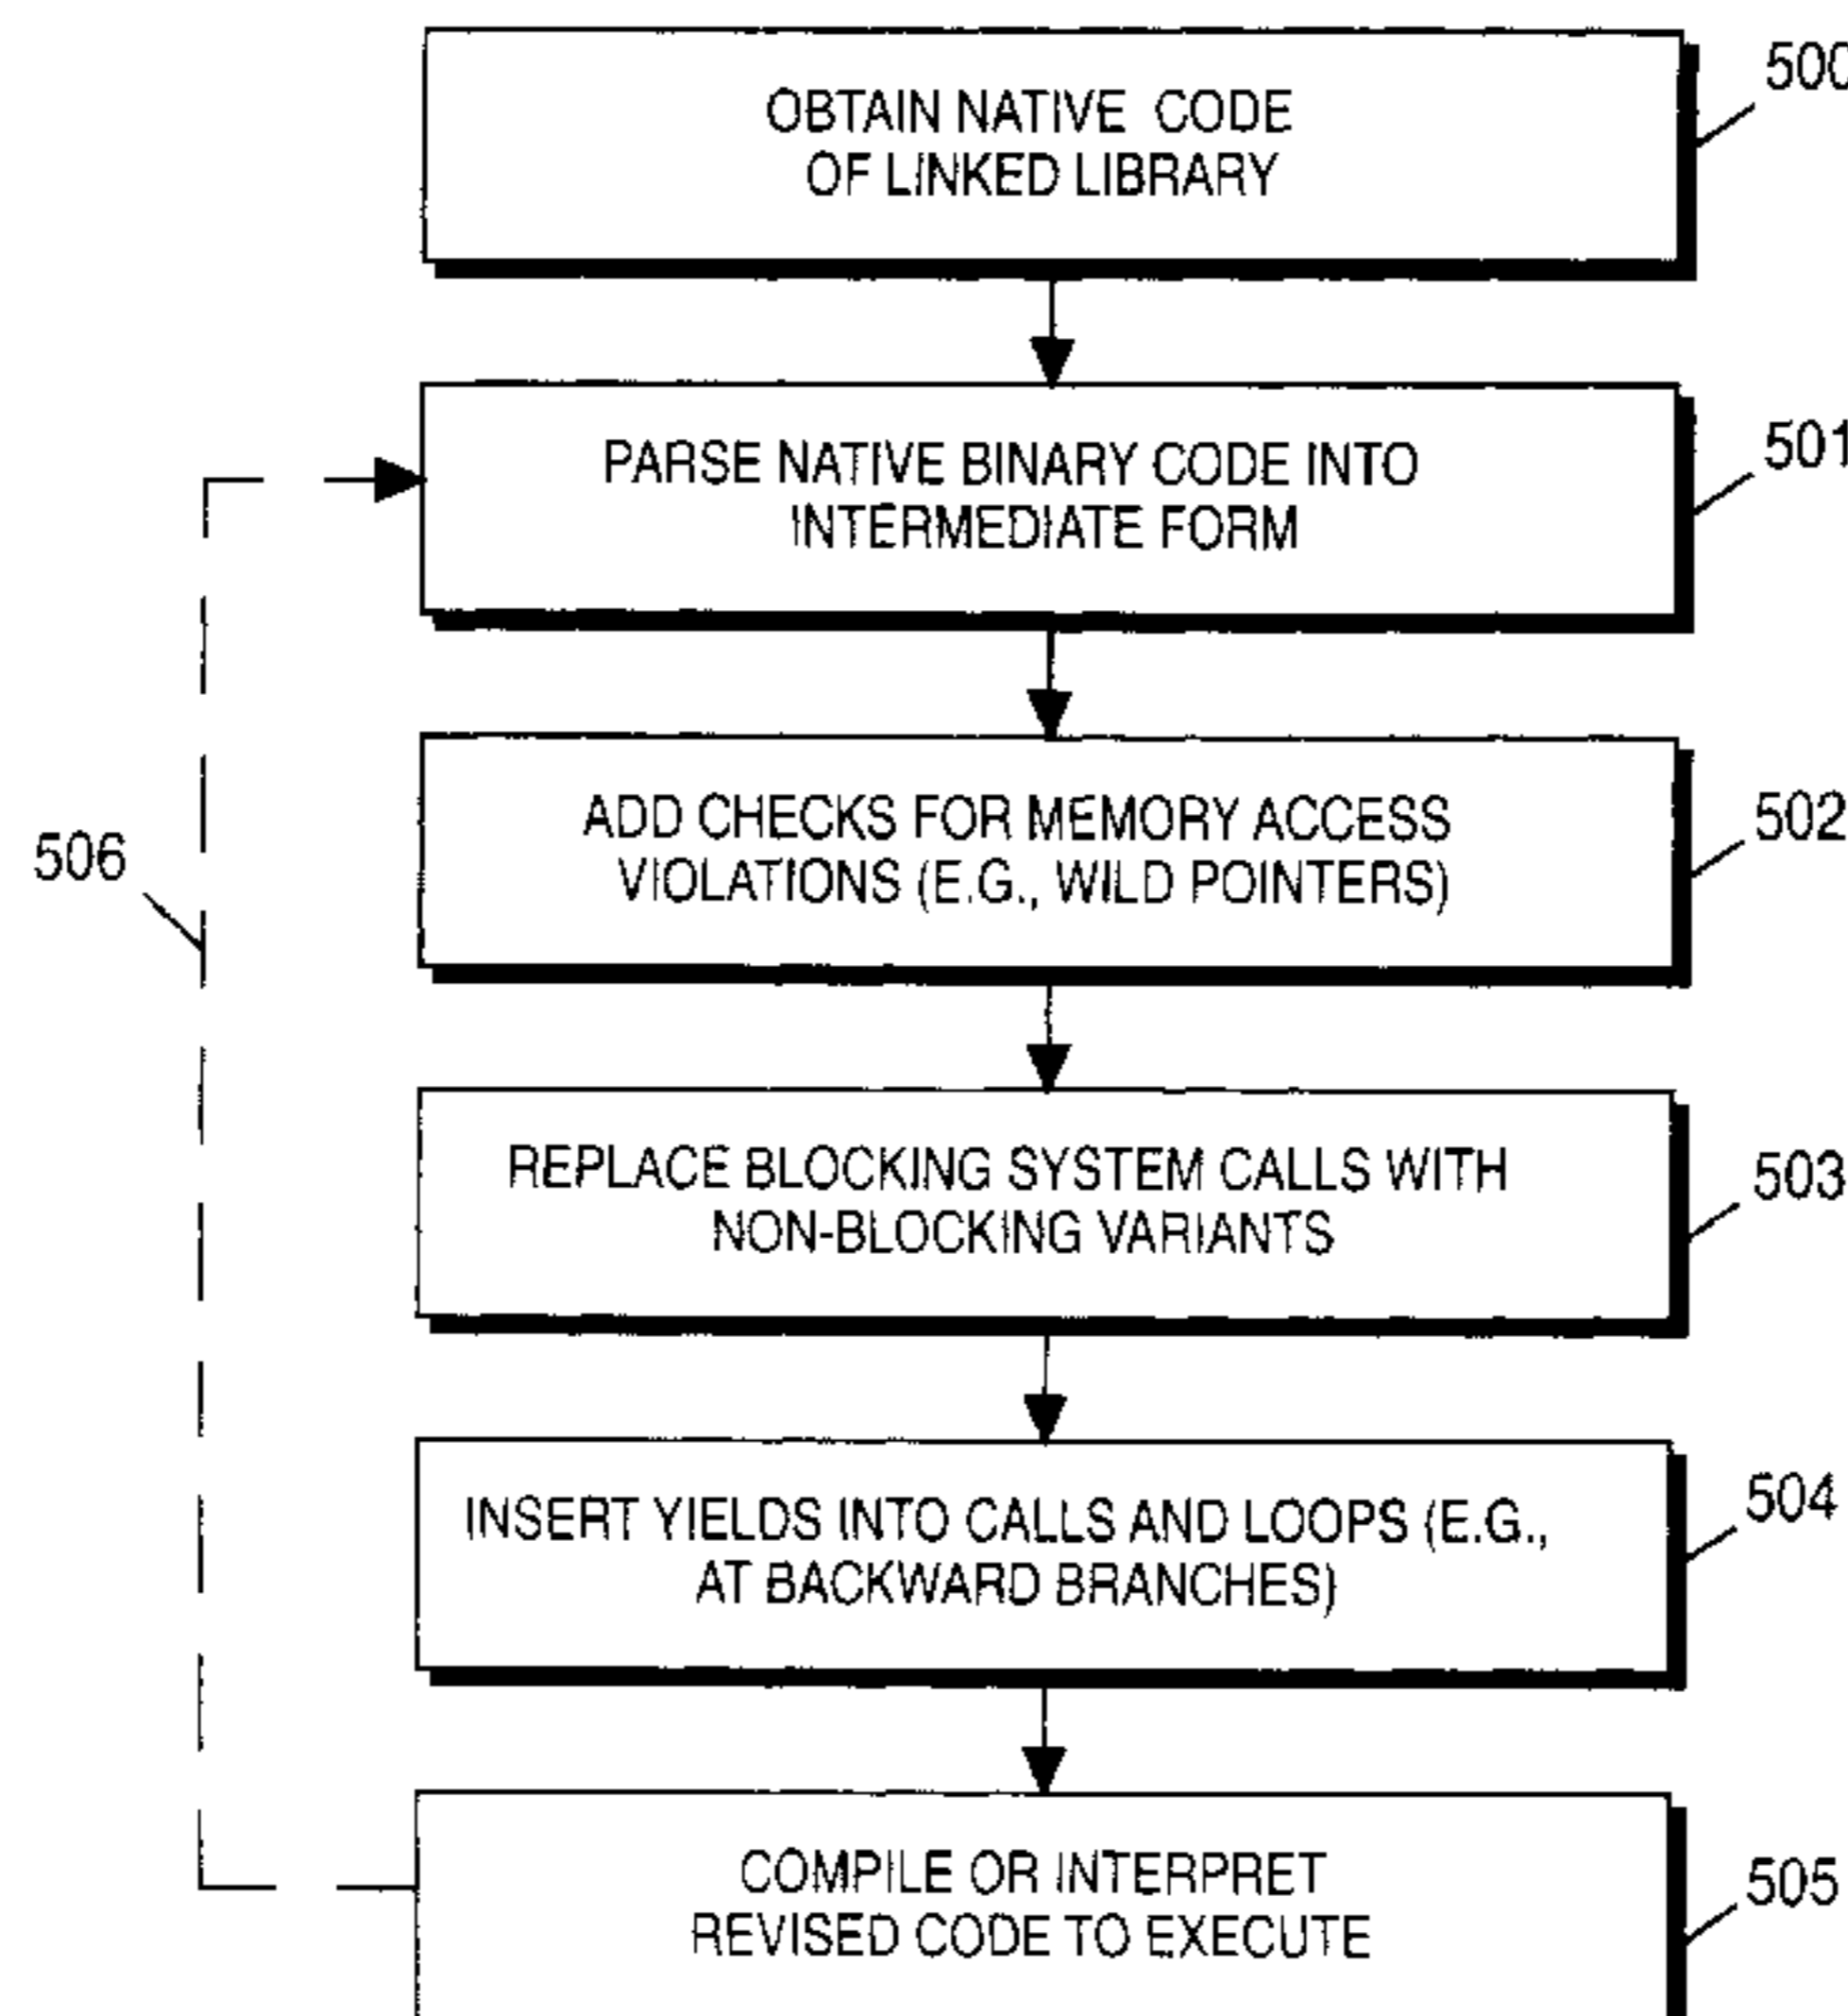 500
OBTAIN NATIVE CODE
OF LINKED LIBRARY
501
PARSE NATIVE BINARY CODE INTO
INTERMEDIATE FORM
502
ADD CHECKS FOR MEMORY ACCESS
VIOLATIONS (E.G., WILD POINTERS)
506
503
REPLACE BLOCKING SYSTEM CALLS WITH
NON-BLOCKING VARIANTS
504
INSERT YIELDS INTO CALLS AND LOOPS (E.G.,
AT BACKWARD BRANCHES)
505
COMPILE OR INTERPRET
REVISED CODE TO EXECUTE